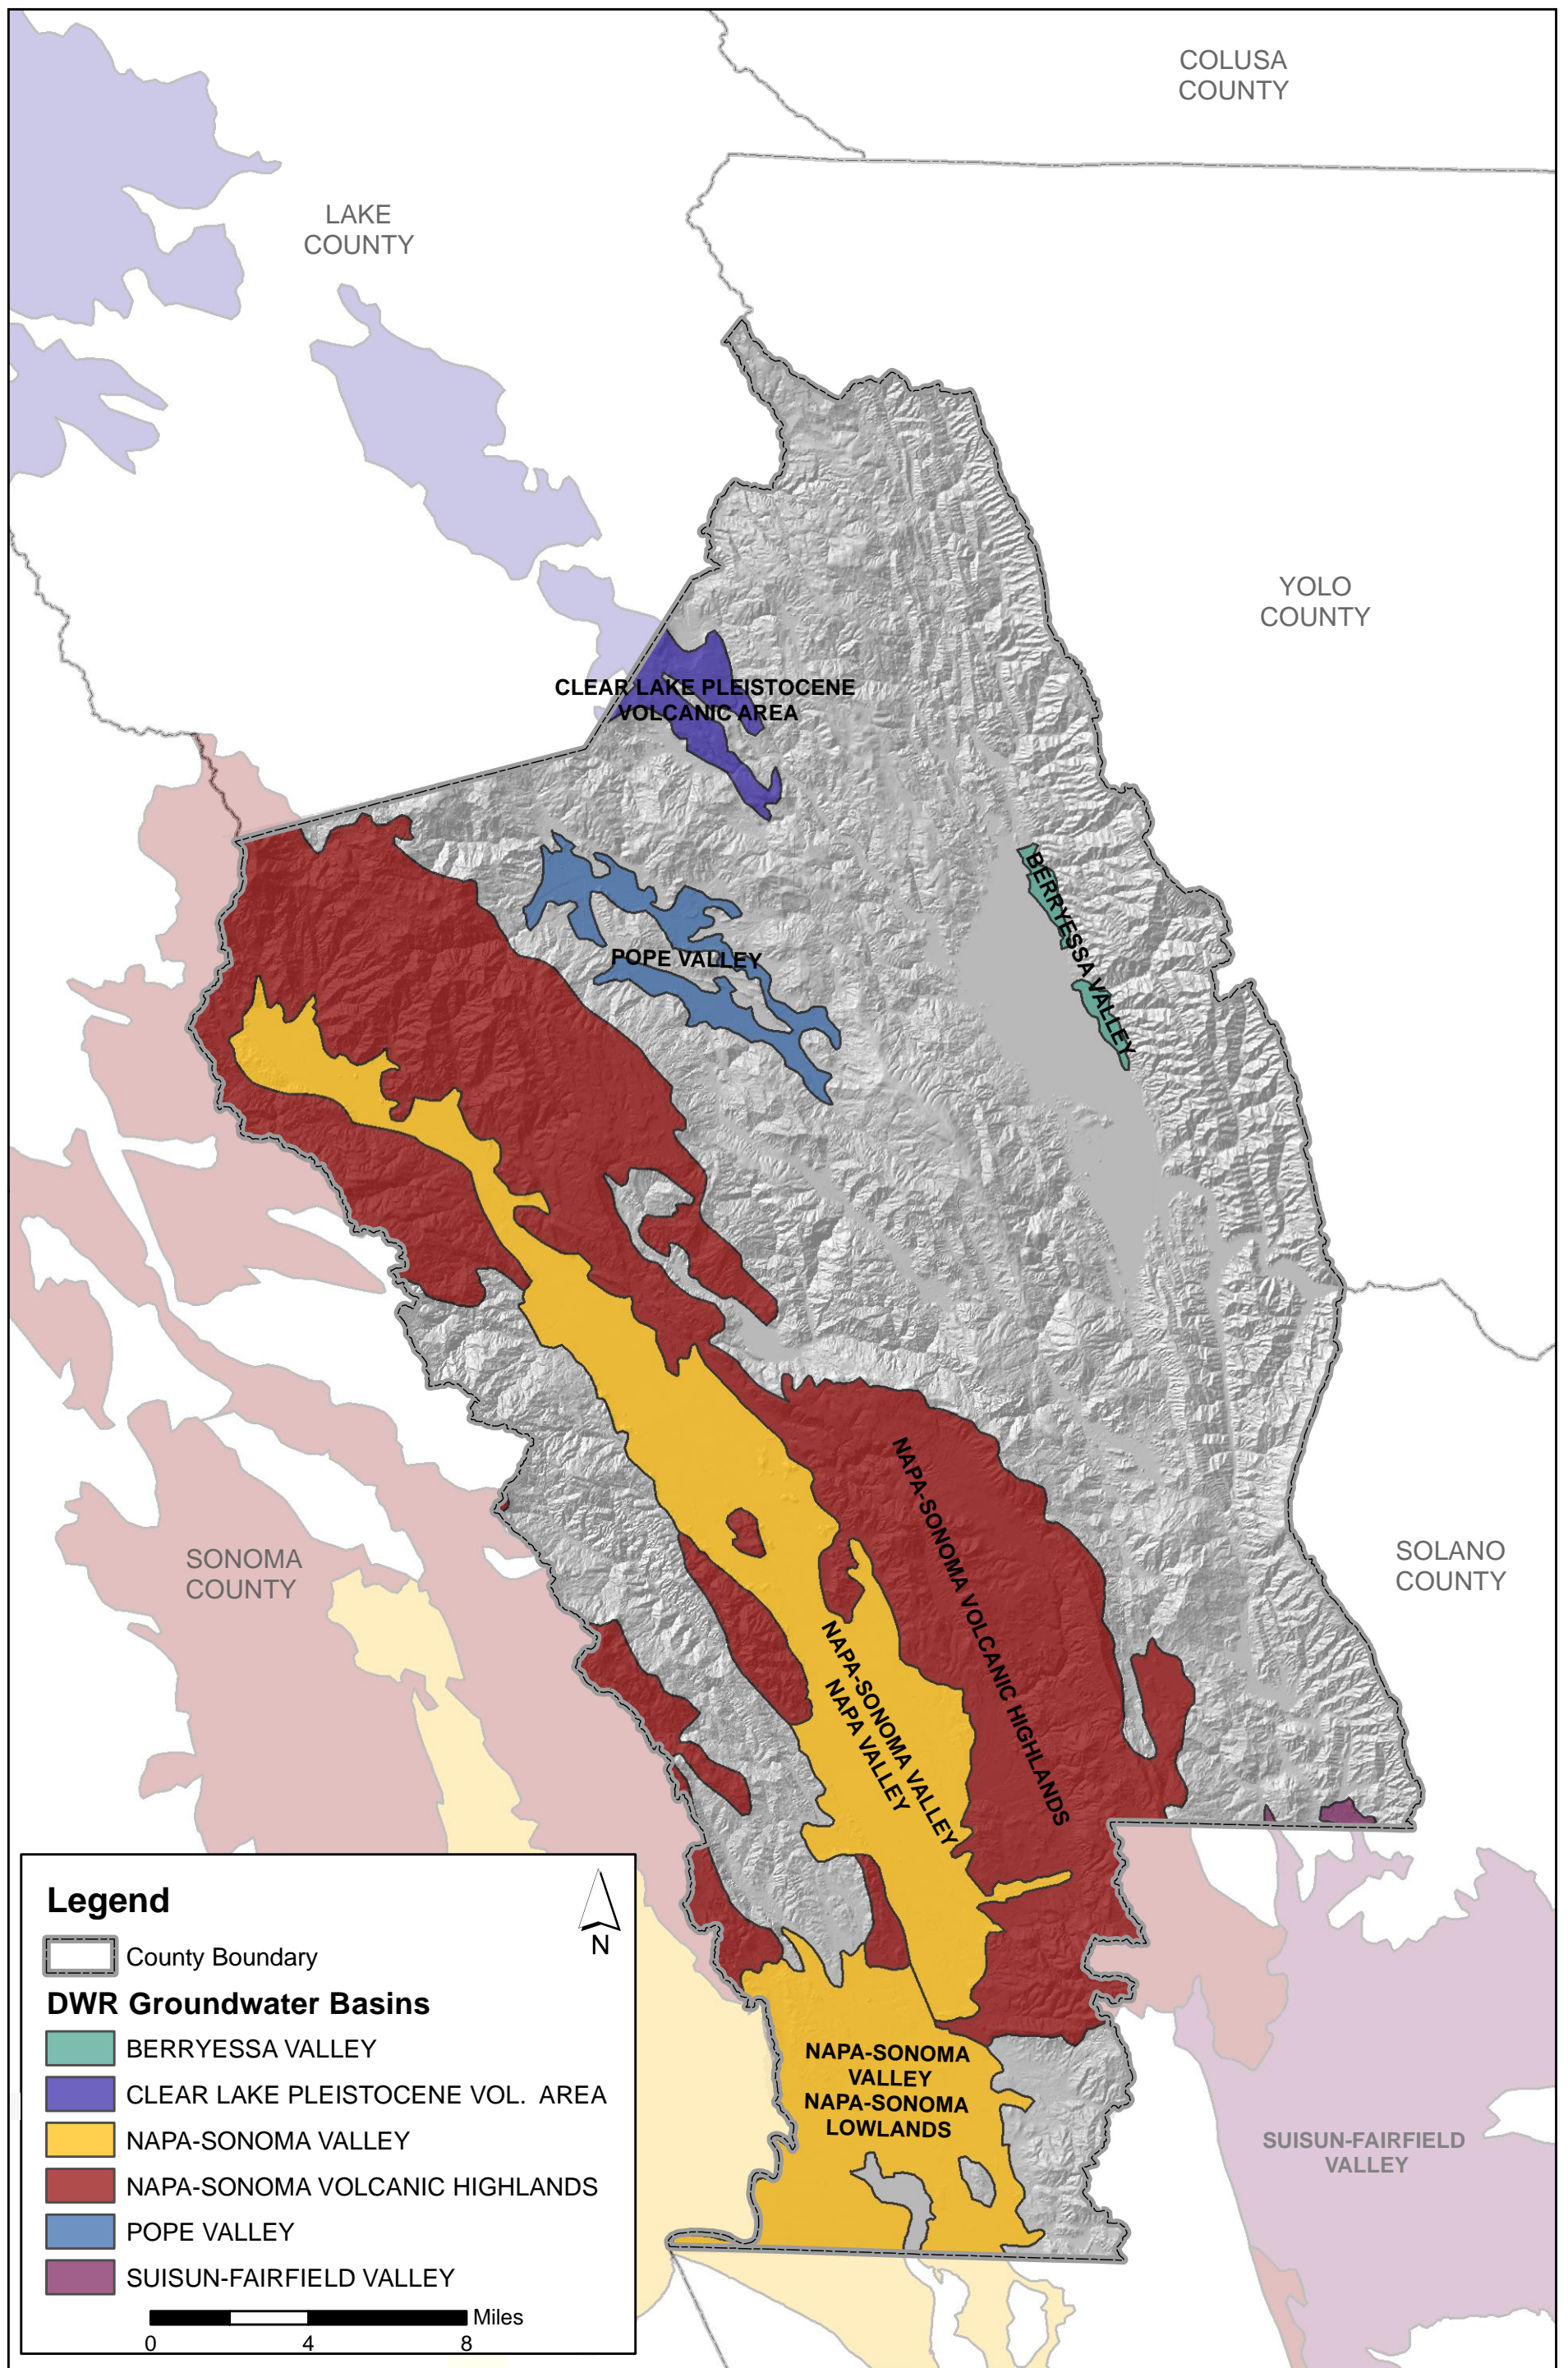 COLUSA
COUNTY
LAKE
COUNTY
YOLO
COUNTY
CLEAR LAKE PLEISTOCENE
VOLCANIC AREA
BERRYESSA VALLEY
POPE VALLEY
NAPA-SONOMA VOLCANIC HIGHLANDS
SONOMA
COUNTY
SOLANO
COUNTY
NAPA-SONOMA VALLEY
NAPA VALLEY
NAPA-SONOMA
VALLEY
NAPA-SONOMA
LOWLANDS
SUISUN-FAIRFIELD
VALLEY
Legend
N
County Boundary
DWR Groundwater Basins
BERRYESSA VALLEY
CLEAR LAKE PLEISTOCENE VOL. AREA
NAPA-SONOMA VALLEY
NAPA-SONOMA VOLCANIC HIGHLANDS
POPE VALLEY
SUISUN-FAIRFIELD VALLEY
Miles
0 4 8